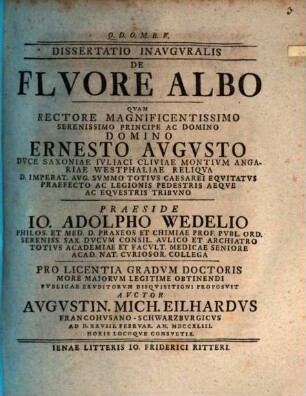 Q. D. O. M. B. V.
DISSERTATIO INAVGVRALIS
DE
FLVORE ALBO
QVAM
RECTORE MAGNIFICENTISSIMO
SERENISSIMO PRINCIPE AC DOMINO
DOMINO
ERNESTO AVGVSTO
DVCE SAXONIAE IVLIACI CLIVIAE MONTIVM ANGA-
RIAE WESTPHALIAE RELIQVA
D. IMPERAT. AVG. SVMMO TOTIVS CAESAREI EQVITATVS
PRAEFECTO AC LEGIONIS PEDESTRIS AEQVE
AC EQVESTRIS TRIBVNO
PRAESIDE
IO. ADOLPHO WEDELIO
PHILOS. ET MED. D. PRAXEOS ET CHIMIAE PROF. PVBL. ORD.
SERENISS. SAX. DVCVM CONSIL. AVLICO ET ARCHIATRO
TOTIVS ACADEMIAE ET FACVLT. MEDICAE SENIORE
ACAD. NAT. CVRIOSOR. COLLEGA
PRO LICENTIA GRADVM DOCTORIS
MORE MAIORVM LEGITIME OBTINENDI
PVBLICAE ERVDITORVM DISQVISITIONI PROPOSVIT
AVCTOR
AVGVSTIN. MICH. EILHARDVS
FRANCOHVSANO-SCHWARZBVRGICVS
AD D. FEBRVAR. AN. MDCCXLIII.
HORIS LOCOQVE CONSVETIS.
IENAE LITTERIS IO. FRIDERICI RITTERI.